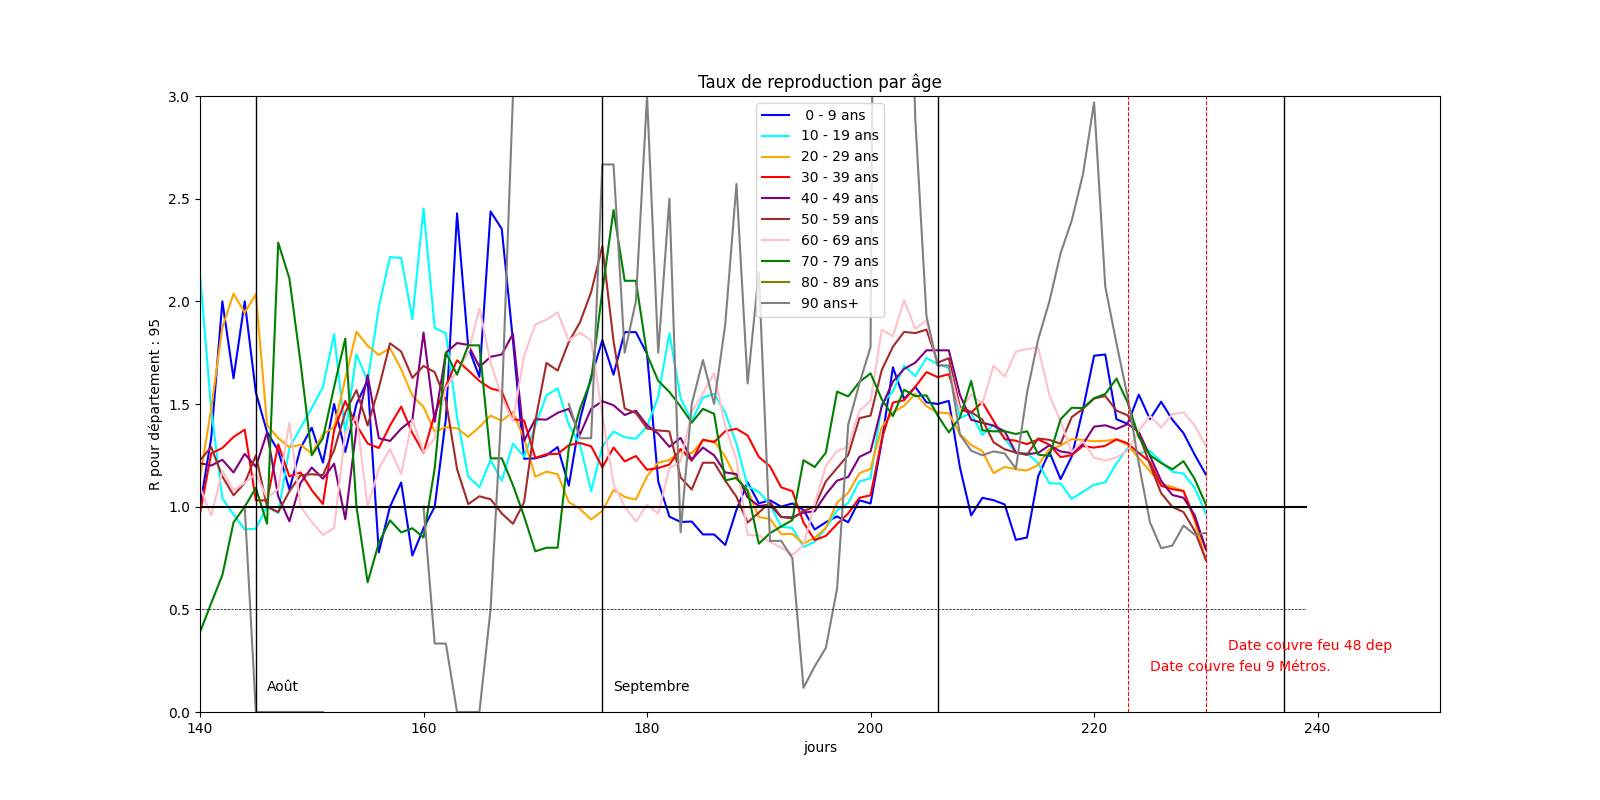 Taux de reproduction par âge
3.0
2.5
2.0
1.5
1.0
0.5
0.0
R pour département : 95
0 - 9 ans
10 - 19 ans
20 - 29 ans
30 - 39 ans
40 - 49 ans
50 - 59 ans
60 - 69 ans
70 - 79 ans
80 - 89 ans
90 ans+
Date couvre feu 48 dep
Date couvre feu 9 Métros.
Août
Septembre
140
160
180
200
220
240
jours